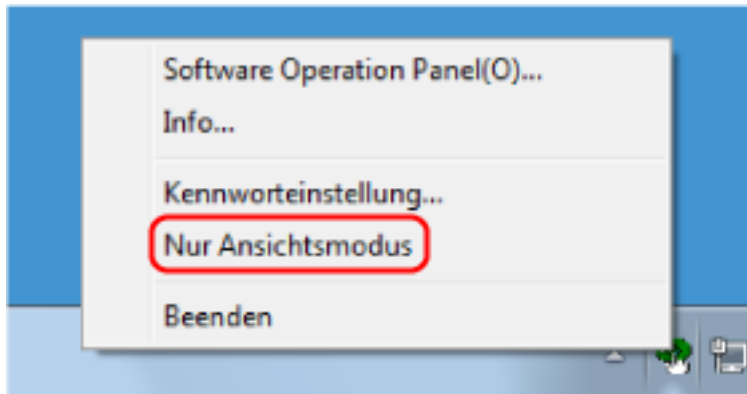 Software Operation Panel(O)...
Info...
Kennworteinstellung...
Nur Ansichtsmodus
Beenden